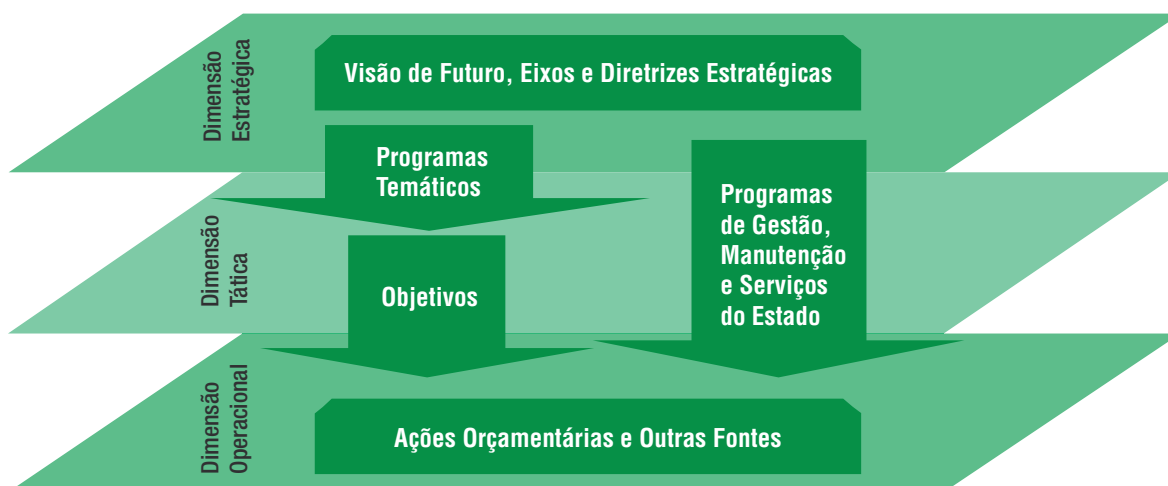 Dimensão
Estratégica
Visão de Futuro, Eixos e Diretrizes Estratégicas
Programas
Temáticos
Programas
de Gestão,
Manutenção
e Serviços
do Estado
Dimensão
Tática
Objetivos
Dimensão
Operacional
Ações Orçamentárias e Outras Fontes